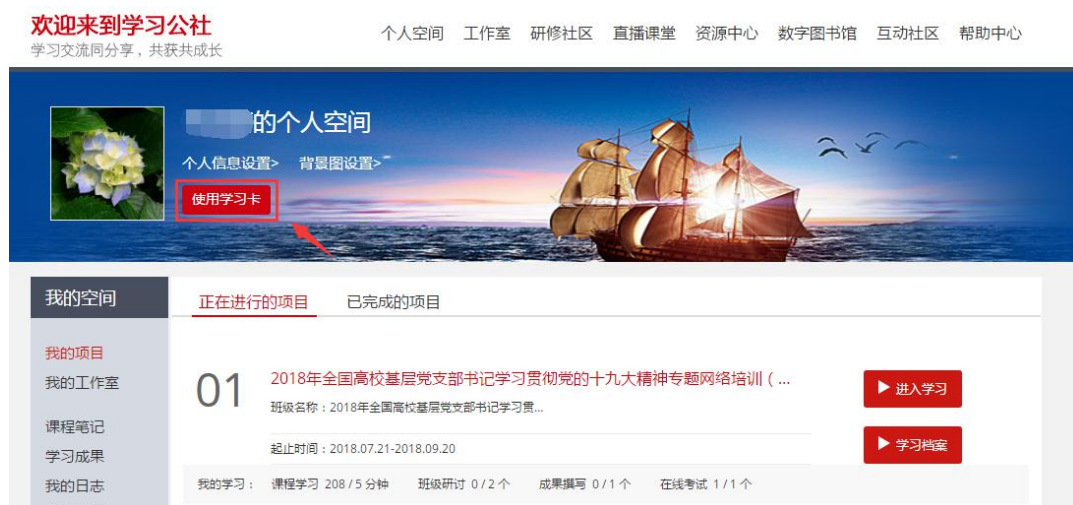 欢迎来到学习公社
学习交流同分享，共获共成长
个人空间 工作室 研修社区 直播课堂 资源中心 数字图书馆 互动社区 帮助中心
的个人空间
个人信息设置> 背景图设置>
使用学习卡
我的空间
正在进行的项目 已完成的项目
我的项目
我的工作室
课程笔记
学习成果
我的日志
01
2018年全国高校基层党支部书记学习贯彻党的十九大精神专题网络培训（...
班级名称：2018年全国高校基层党支部书记学习贯...
起止时间：2018.07.21-2018.09.20
进入学习
学习档案
我的学习： 课程学习 208 / 5 分钟 班级研讨 0 / 2 个 成果撰写 0 / 1 个 在线考试 1 / 1 个